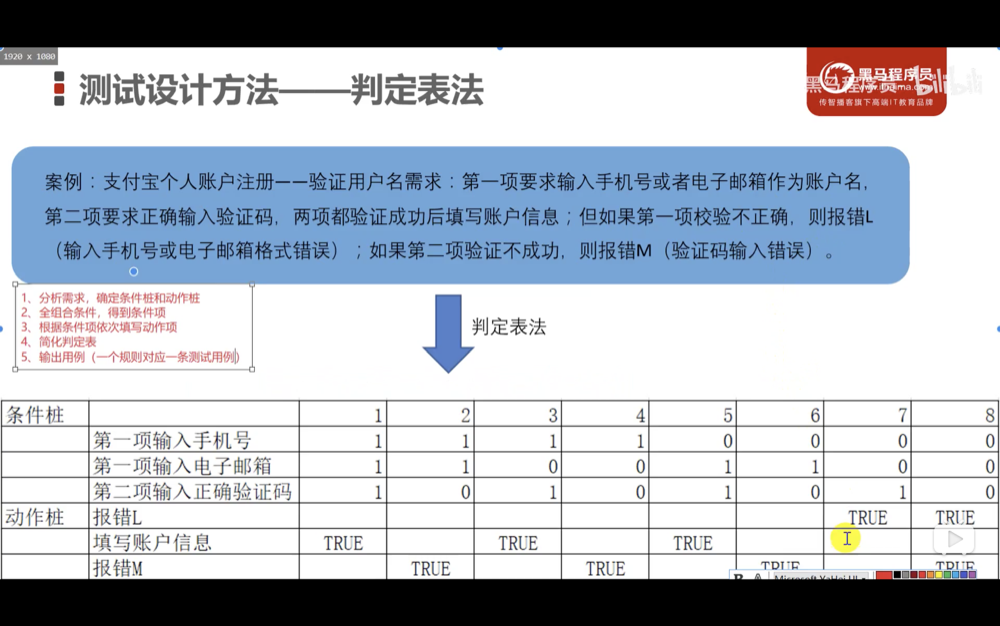 1920 x 1080
测试设计方法——判定表法
黑马程序员
www.itheima.com
传智播客旗下高端IT教育品牌
bilibili
案例：支付宝个人账户注册——验证用户名需求：第一项要求输入手机号或者电子邮箱作为账户名，
第二项要求正确输入验证码，两项都验证成功后填写账户信息；但如果第一项校验不正确，则报错L
（输入手机号或电子邮箱格式错误）；如果第二项验证不成功，则报错M（验证码输入错误）。
1、分析需求，确定条件桩和动作桩
2、全组合条件，得到条件项
3、根据条件项依次填写动作项
4、简化判定表
5、输出用例（一个规则对应一条测试用例）
判定表法
条件桩 1 2 3 4 5 6 7 8
第一项输入手机号 1 1 1 1 0 0 0 0
第一项输入电子邮箱 1 1 0 0 1 1 0 0
第二项输入正确验证码 1 0 1 0 1 0 1 0
动作桩 报错L TRUE TRUE
填写账户信息 TRUE TRUE TRUE
报错M TRUE TRUE TRUE TRUE
Microsoft YaHei UI